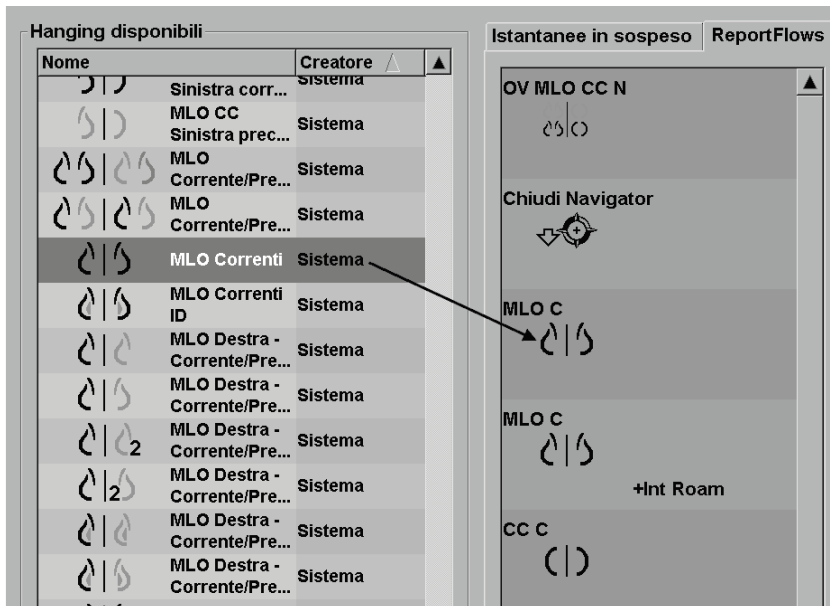 Hanging disponibili
Nome Creatore
Sinistra corr... Sistema
MLO CC
Sinistra prec... Sistema
MLO
Corrente/Pre... Sistema
MLO
Corrente/Pre... Sistema
MLO Correnti Sistema
MLO Correnti
ID Sistema
MLO Destra -
Corrente/Pre... Sistema
MLO Destra -
Corrente/Pre... Sistema
MLO Destra -
Corrente/Pre... Sistema
2
MLO Destra -
Corrente/Pre... Sistema
2
MLO Destra -
Corrente/Pre... Sistema
MLO Destra -
Corrente/Pre... Sistema
Istantanee in sospeso ReportFlows
OV MLO CC N
Chiudi Navigator
MLO C
MLO C
+Int Roam
CC C